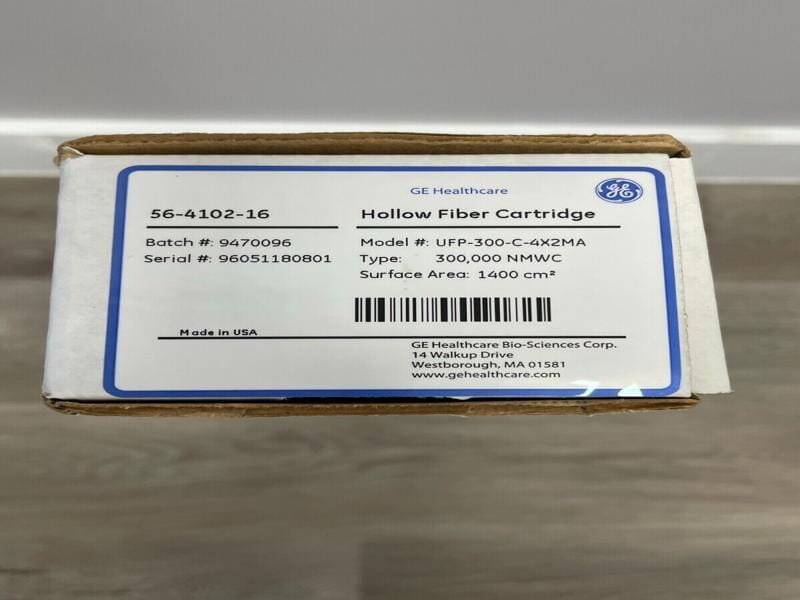 GE Healthcare
GE
56-4102-16
Hollow Fiber Cartridge
Batch #: 9470096
Serial #: 96051180801
Model #: UFP-300-C-4X2MA
Type: 300,000 NMWC
Surface Area: 1400 cm²
Made in USA
GE Healthcare Bio-Sciences Corp.
14 Walkup Drive
Westborough, MA 01581
www.gehealthcare.com